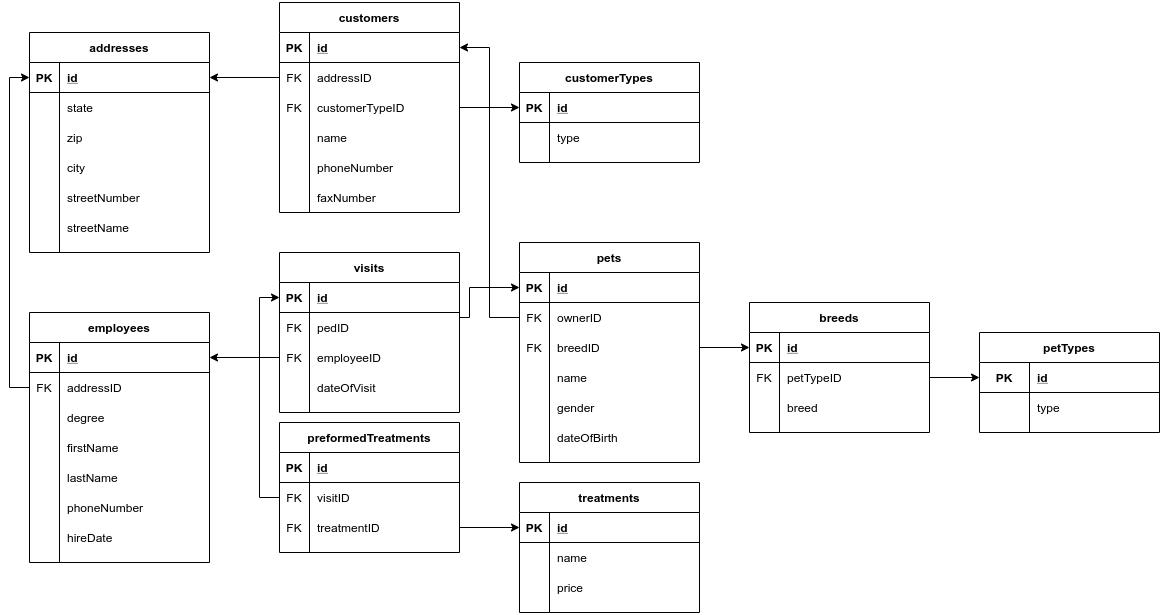 customers
PK id
FK addressID
FK customerTypeID
name
phoneNumber
faxNumber
addresses
PK id
state
zip
city
streetNumber
streetName
customerTypes
PK id
type
visits
PK id
FK pedID
FK employeeID
dateOfVisit
pets
PK id
FK ownerID
FK breedID
name
gender
dateOfBirth
breeds
PK id
FK petTypeID
breed
petTypes
PK id
type
employees
PK id
FK addressID
degree
firstName
lastName
phoneNumber
hireDate
preformedTreatments
PK id
FK visitID
FK treatmentID
treatments
PK id
name
price